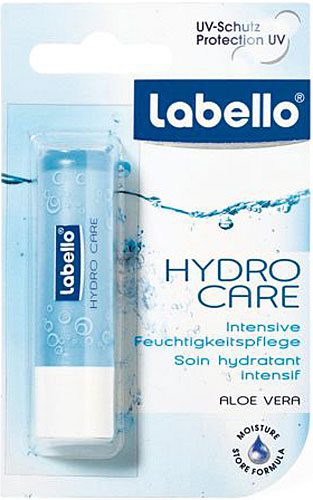 UV-Schutz
Protection UV
Labello®
Labello
HYDRO CARE
HYDRO
CARE
Intensive
Feuchtigkeitspflege
Soin hydratant
intensif
ALOE VERA
MOISTURE
STORE FORMULA